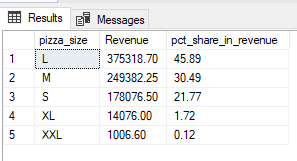 Results Messages
pizza_size Revenue pct_share_in_revenue
1 L 375318.70 45.89
2 M 249382.25 30.49
3 S 178076.50 21.77
4 XL 14076.00 1.72
5 XXL 1006.60 0.12